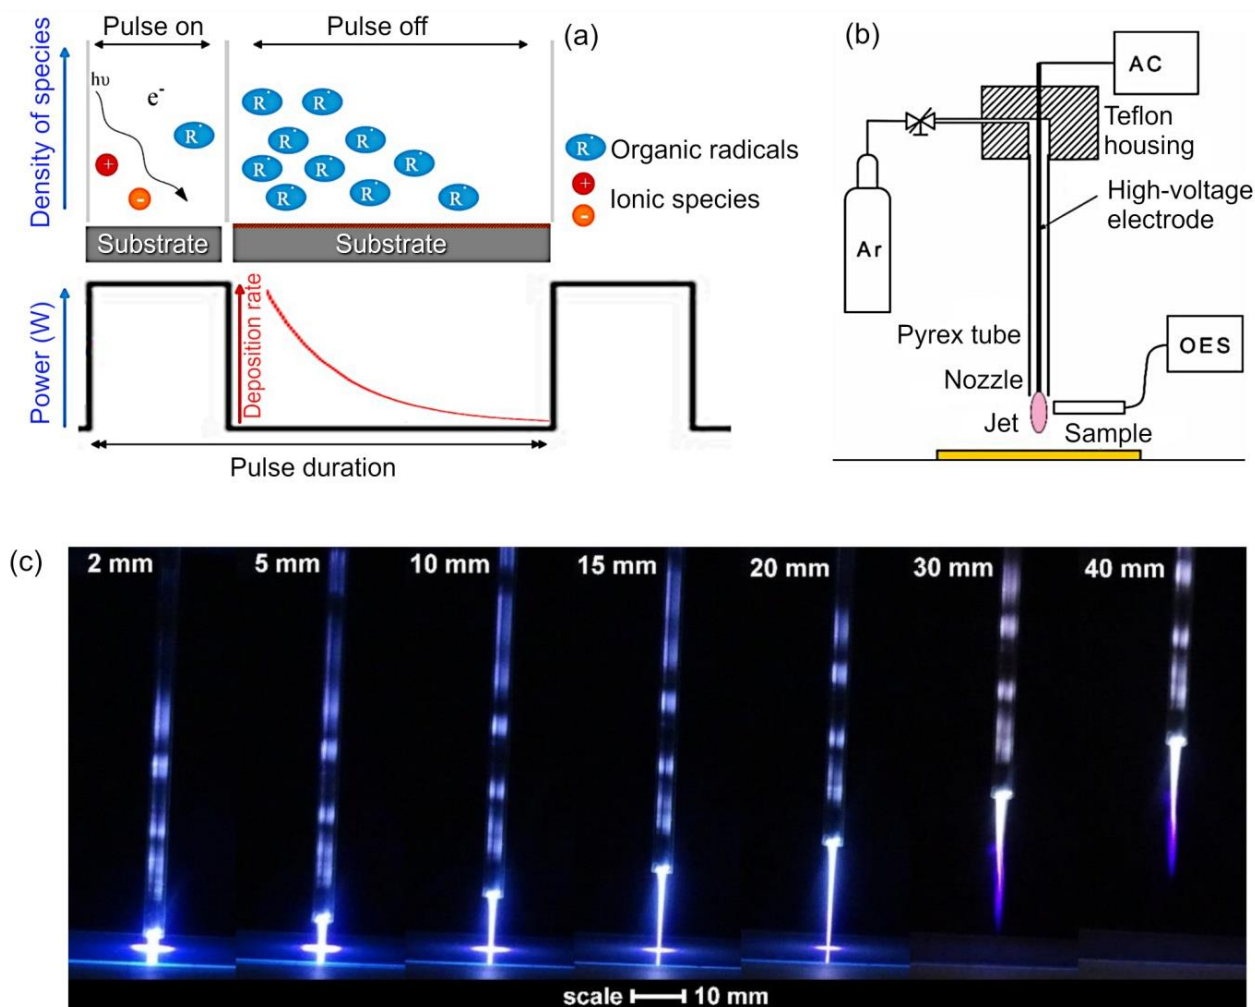 Pulse on
Pulse off
(a)
Density of species
hυ
e-
R•
R• R•
R• R• R•
R• R• R•
R• R• R•
+
-
Substrate
Substrate
R• Organic radicals
+
Ionic species
-
Power (W)
Deposition rate
Pulse duration
(b)
AC
Teflon
housing
High-voltage
electrode
Ar
Pyrex tube
OES
Nozzle
Jet
Sample
(c)
2 mm 5 mm 10 mm 15 mm 20 mm 30 mm 40 mm
scale 10 mm